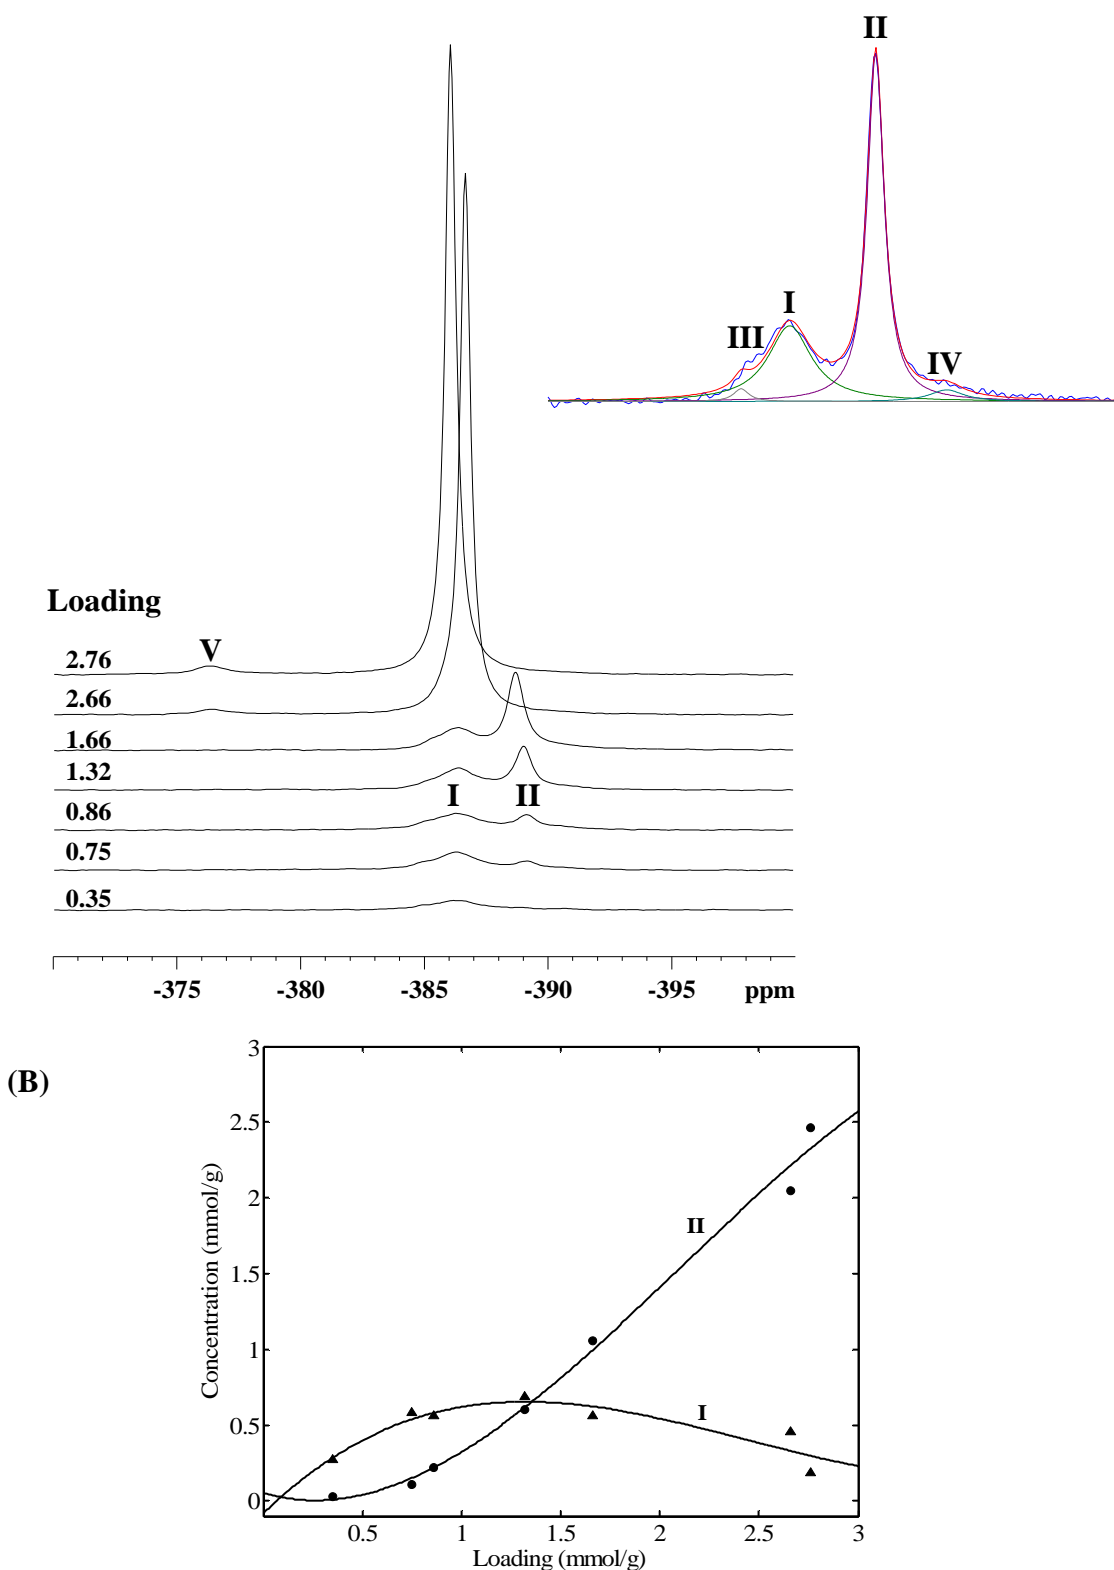 II
I
III
IV
Loading
2.76
V
2.66
1.66
1.32
0.86
I
II
0.75
0.35
-375 -380 -385 -390 -395 ppm
(B)
3
2.5
2
1.5
1
0.5
0
Concentration (mmol/g)
II
I
0.5 1 1.5 2 2.5 3
Loading (mmol/g)